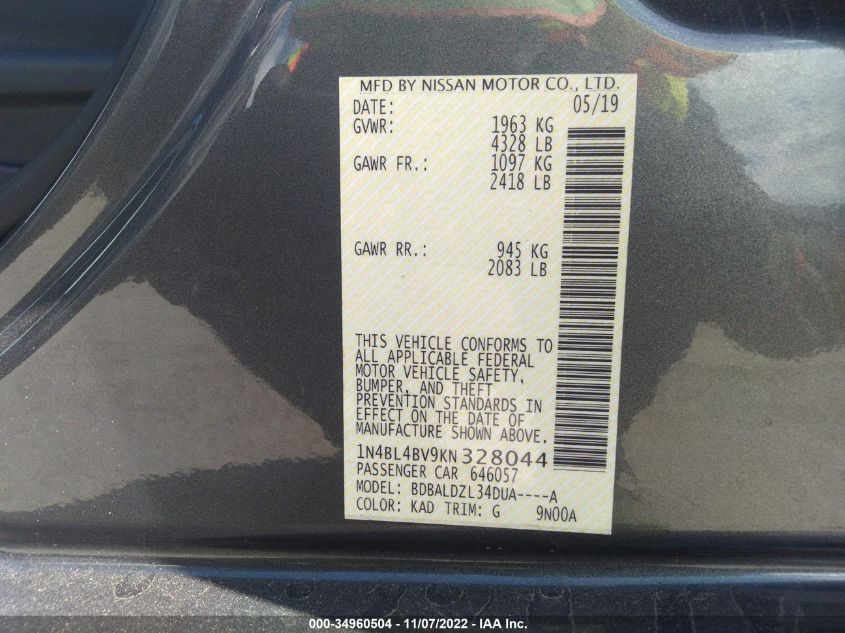 MFD BY NISSAN MOTOR CO., LTD.
DATE: 05/19
GVWR: 1963 KG
4328 LB
GAWR FR.: 1097 KG
2418 LB
GAWR RR.: 945 KG
2083 LB
THIS VEHICLE CONFORMS TO
ALL APPLICABLE FEDERAL
MOTOR VEHICLE SAFETY,
BUMPER, AND THEFT
PREVENTION STANDARDS IN
EFFECT ON THE DATE OF
MANUFACTURE SHOWN ABOVE.
1N4BL4BV9KN328044
PASSENGER CAR 646057
MODEL: BDBALDZL34DUA----A
COLOR: KAD TRIM: G 9N00A
000-34960504 - 11/07/2022 - IAA Inc.